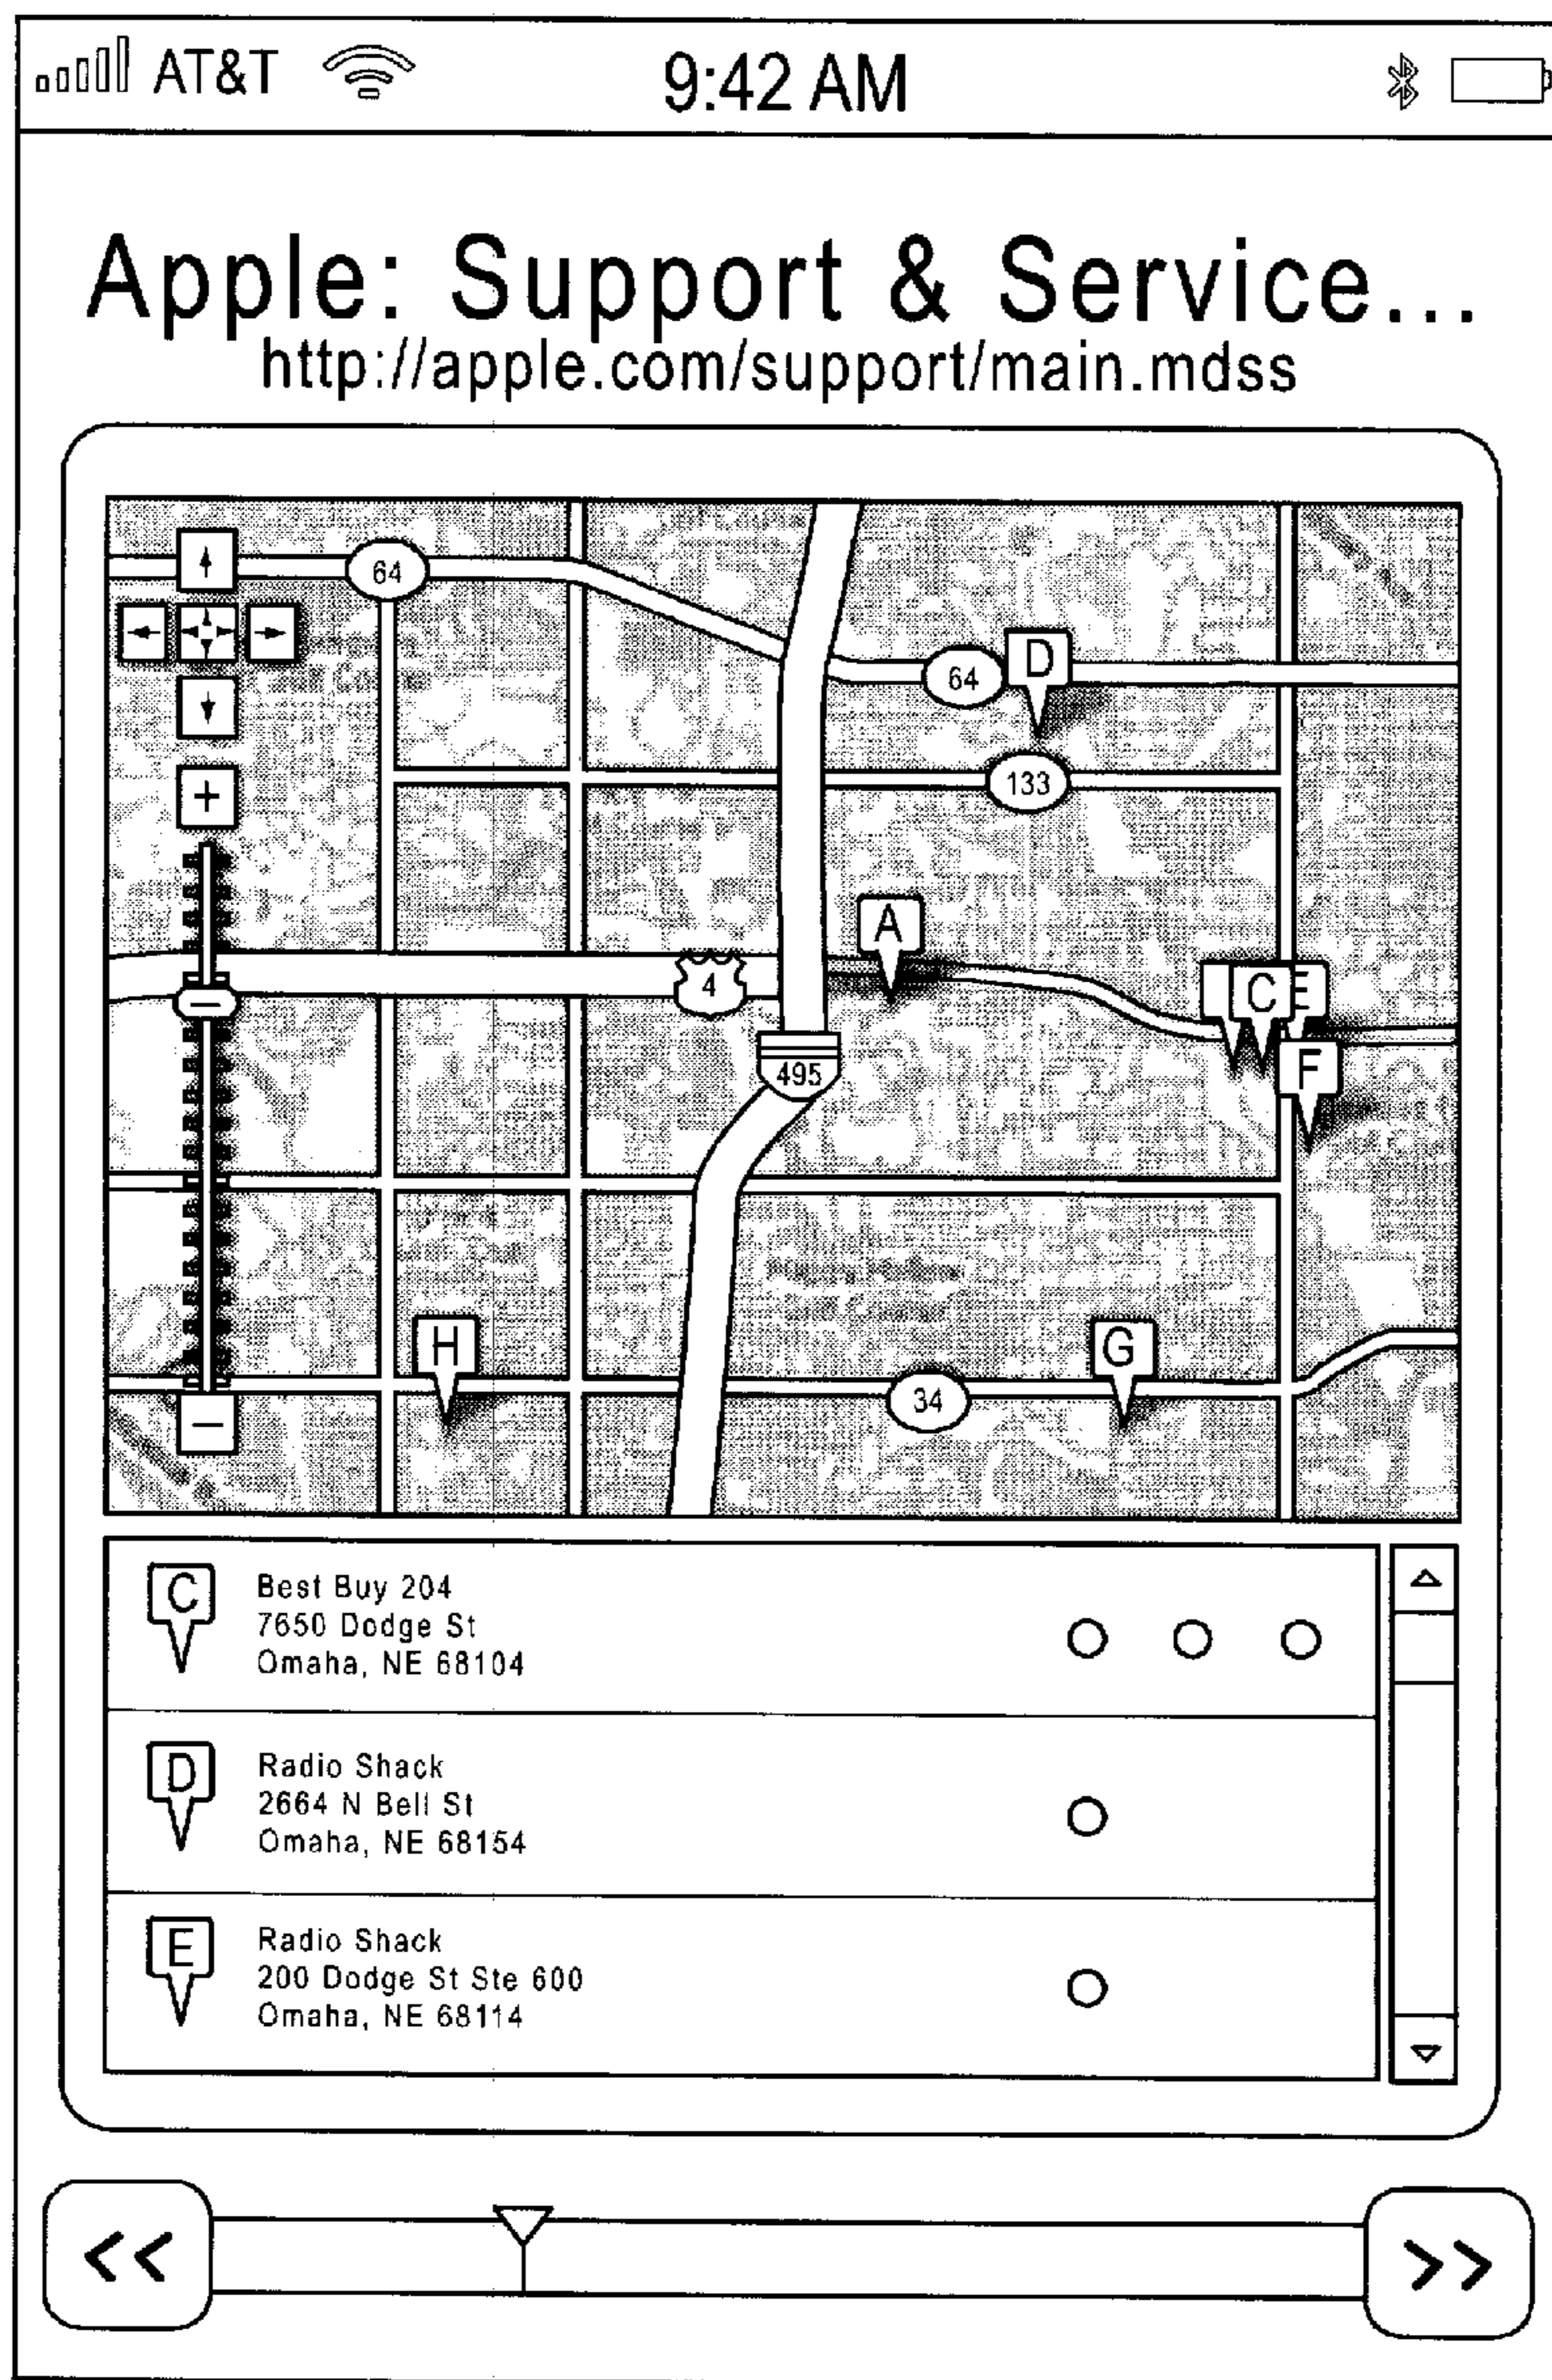 AT&T 9:42 AM
Apple: Support & Service...
http://apple.com/support/main.mdss
64
64 D
+
133
A
4
C E
495
F
H
G
34
−
C
Best Buy 204
7650 Dodge St
Omaha, NE 68104
D
Radio Shack
2664 N Bell St
Omaha, NE 68154
E
Radio Shack
200 Dodge St Ste 600
Omaha, NE 68114
<< >>